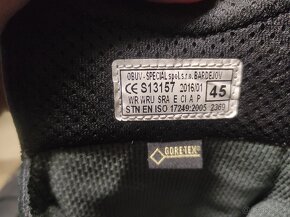 OBUV - ŠPECIÁL spol.s.r.o. BARDEJOV
CE S13157 2016/01 45
WR WRU SRA E CI A P
STN EN ISO 17249:2005 2369
GORE-TEX